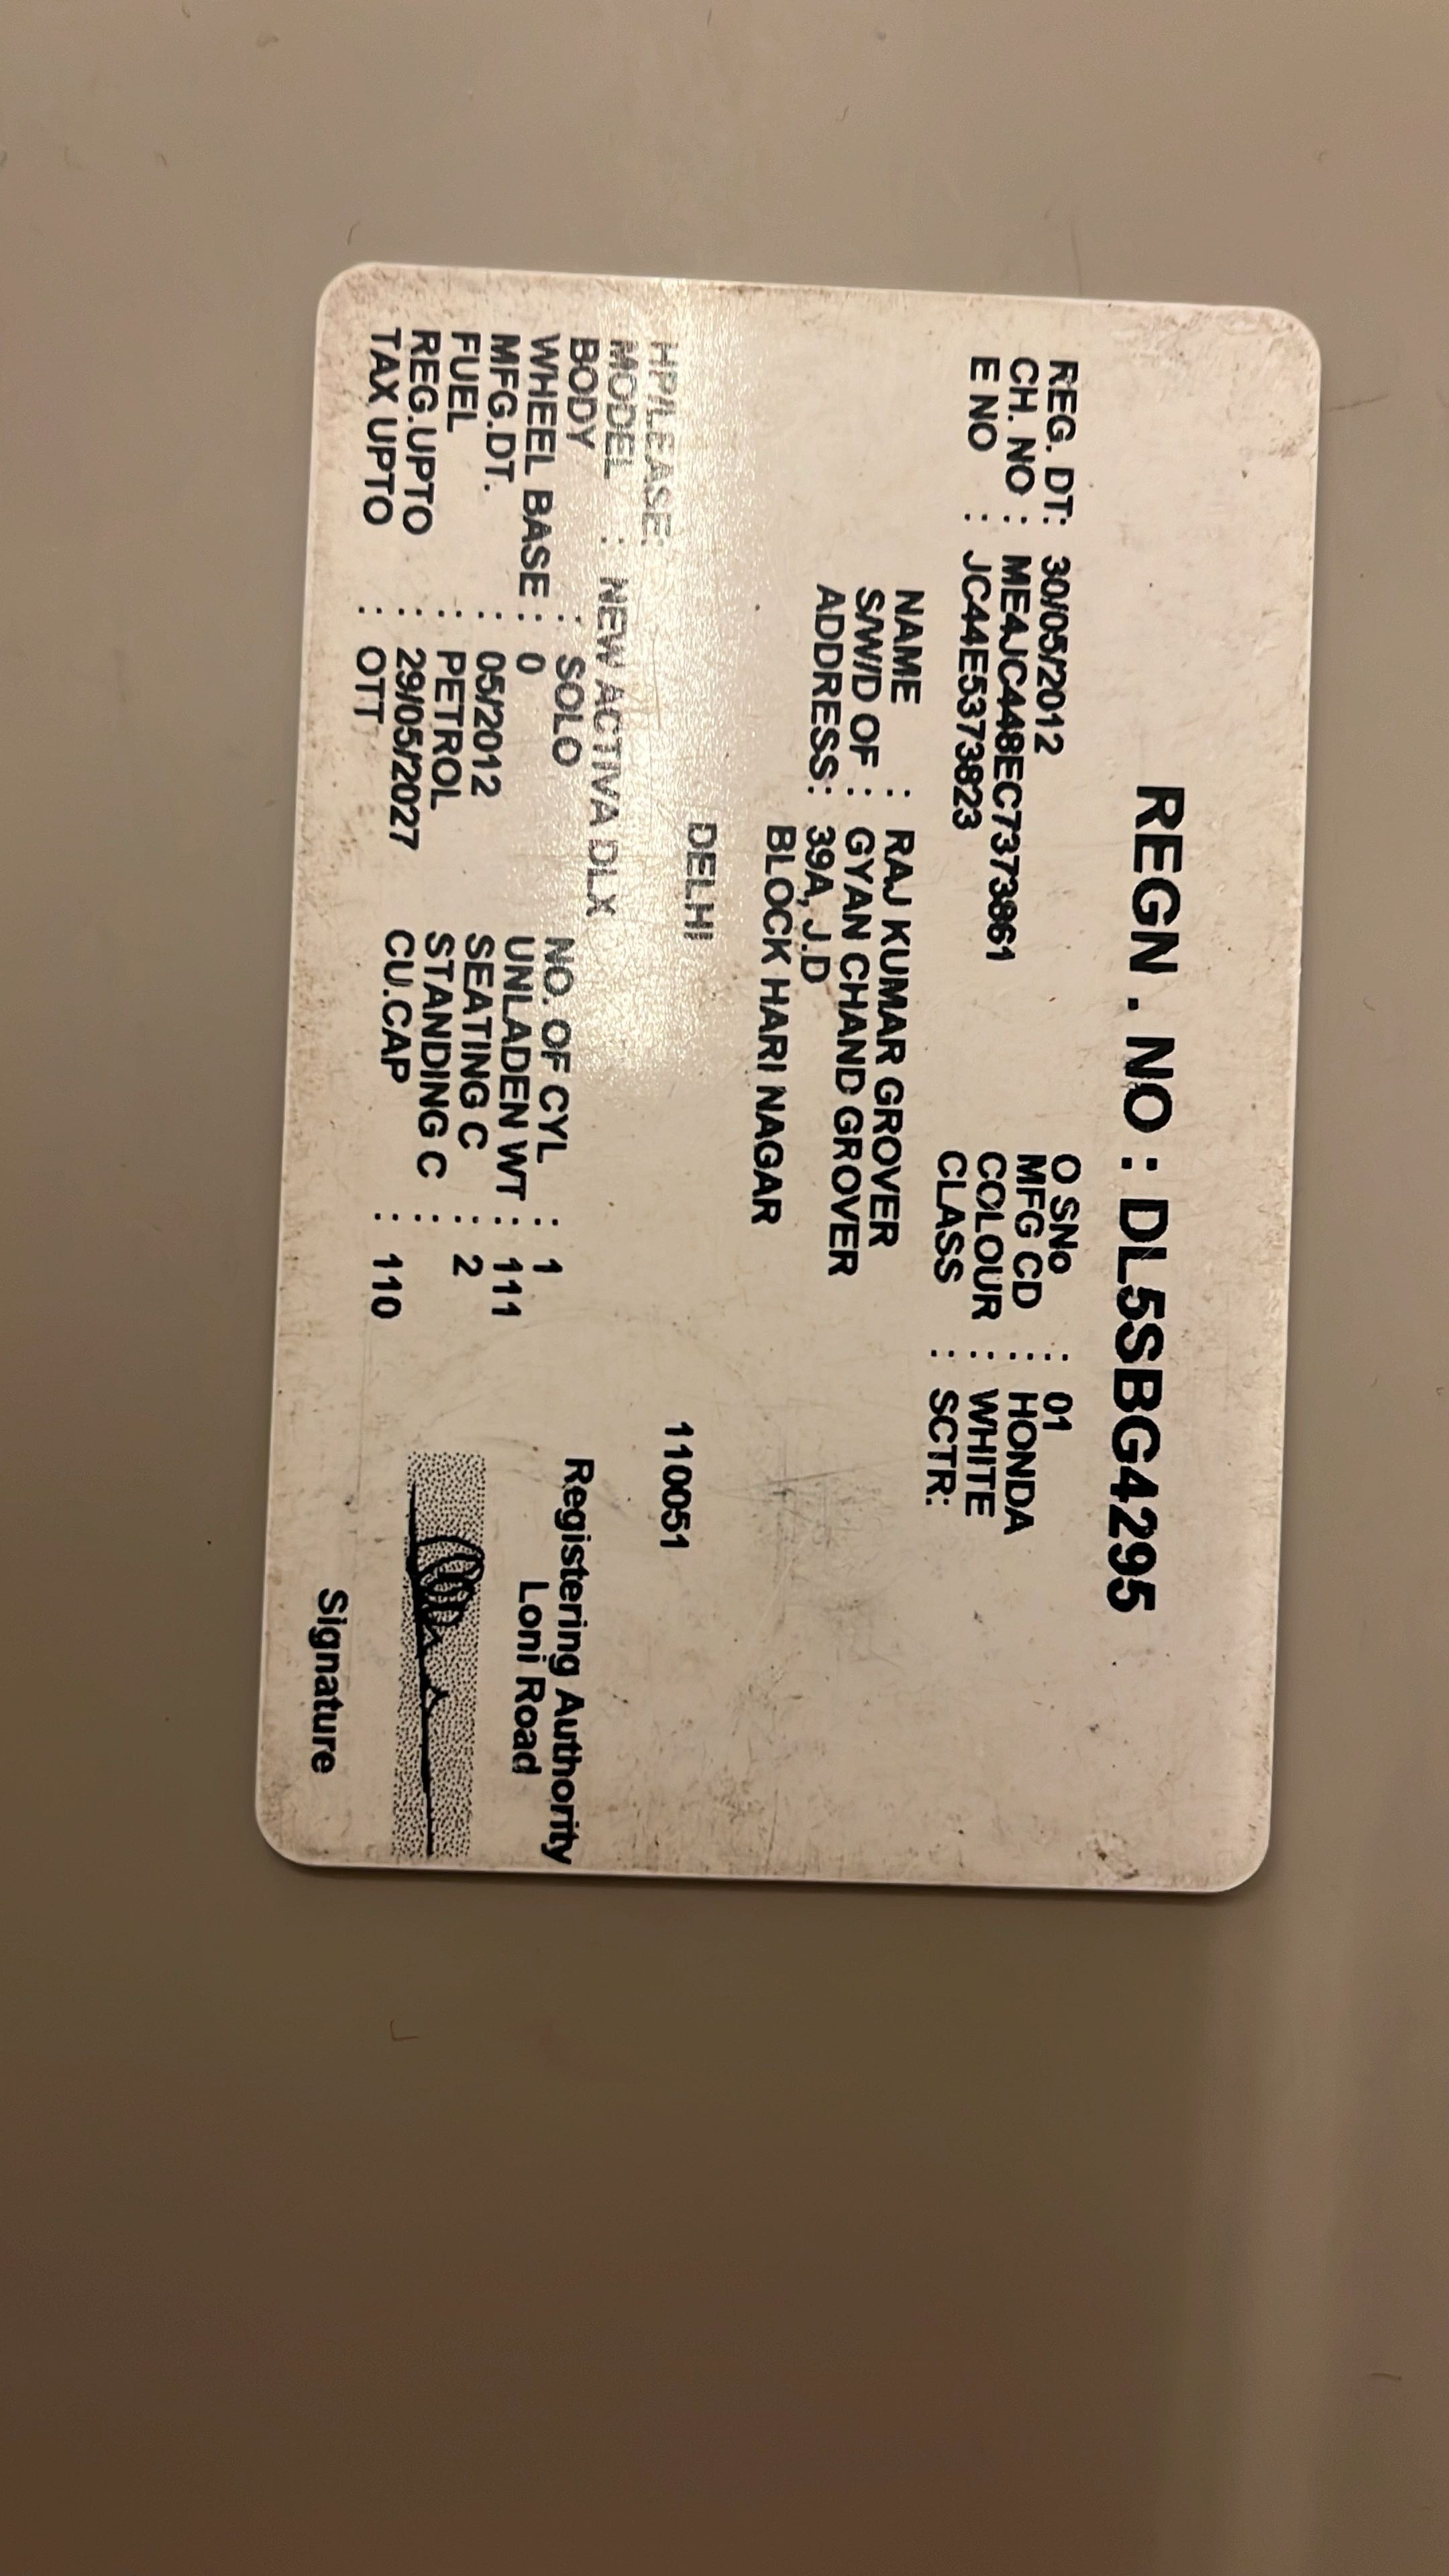 REGN . NO : DL5SBG4295
REG. DT: 30/05/2012 O SNo : 01
CH. NO : ME4JC448EC7373861 MFG CD : HONDA
E NO : JC44E5373823 COLOUR : WHITE
CLASS : SCTR:
NAME : RAJ KUMAR GROVER
S/W/D OF : GYAN CHAND GROVER
ADDRESS: 39A, J.D
BLOCK HARI NAGAR
DELHI 110051
HP/LEASE:
MODEL : NEW ACTIVA DLX
BODY : SOLO NO. OF CYL : 1
WHEEL BASE : 0 UNLADEN WT : 111
MFG.DT. : 05/2012 SEATING C : 2
FUEL : PETROL STANDING C :
REG.UPTO : 29/05/2027 CU.CAP : 110
TAX UPTO : OTT
Registering Authority
Loni Road
Signature